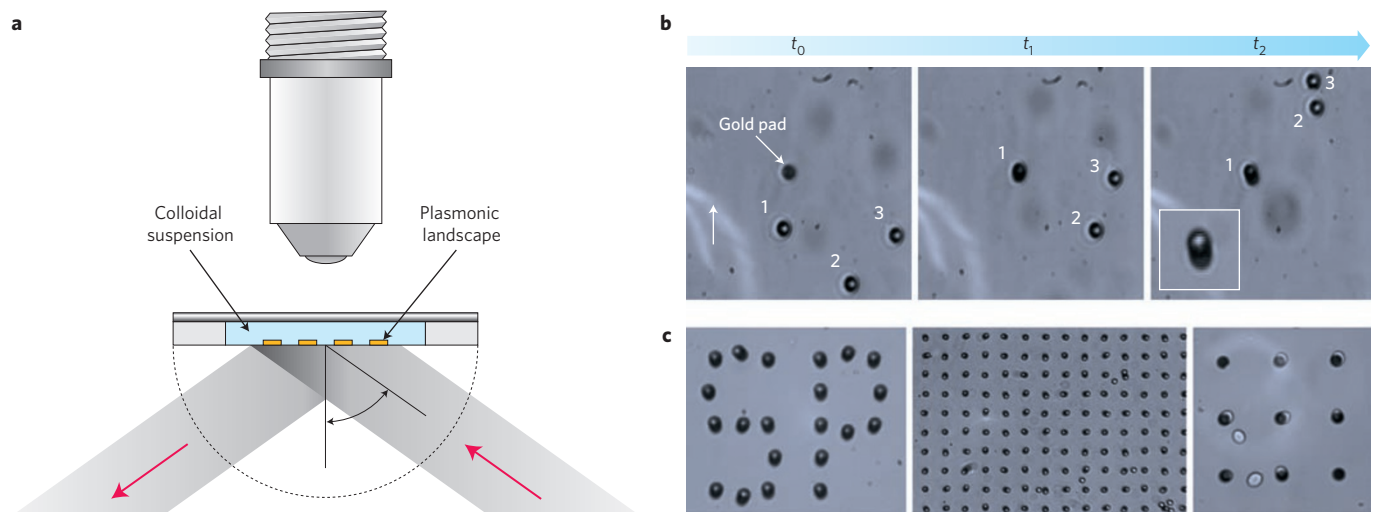 a
Colloidal
suspension
Plasmonic
landscape
b
t0
t1
t2
Gold pad
1
2
3
1
2
3
1
2
3
c